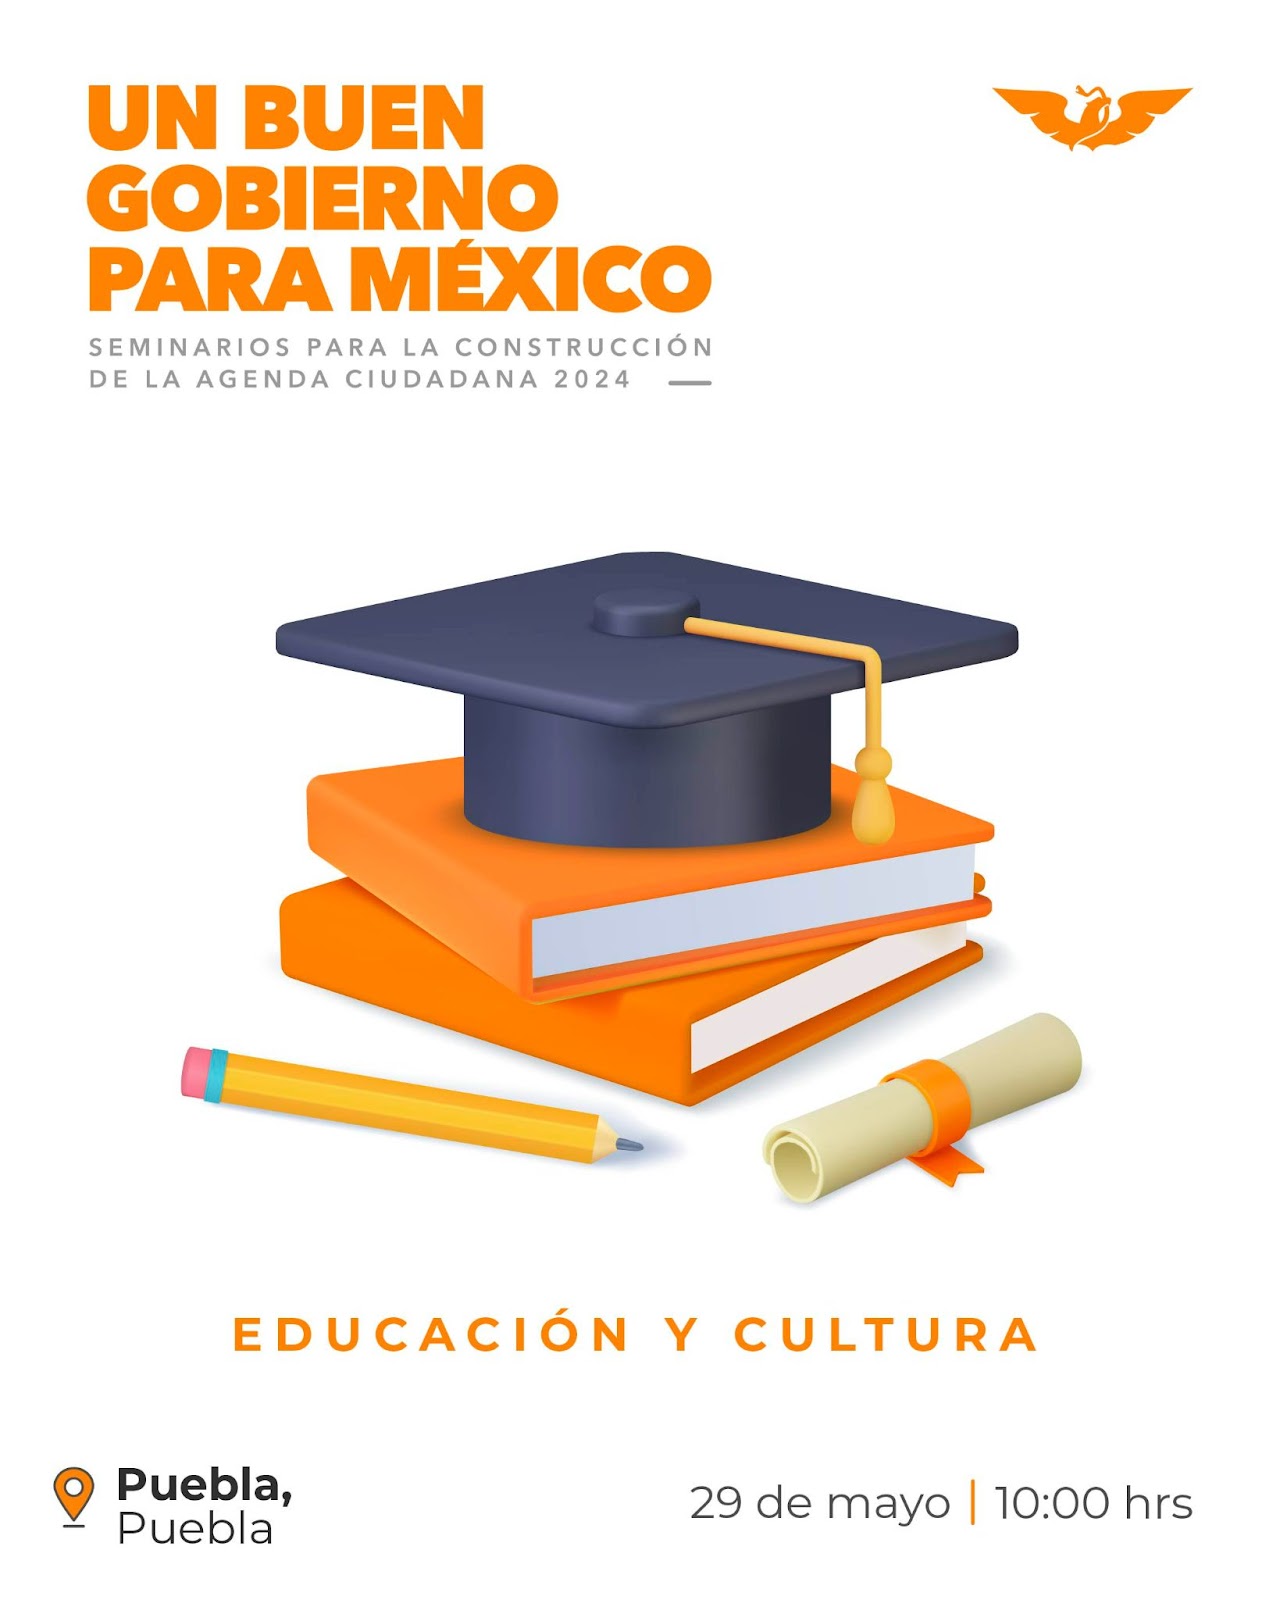 UN BUEN
GOBIERNO
PARA MÉXICO
SEMINARIOS PARA LA CONSTRUCCIÓN
DE LA AGENDA CIUDADANA 2024
EDUCACIÓN Y CULTURA
Puebla,
Puebla
29 de mayo | 10:00 hrs